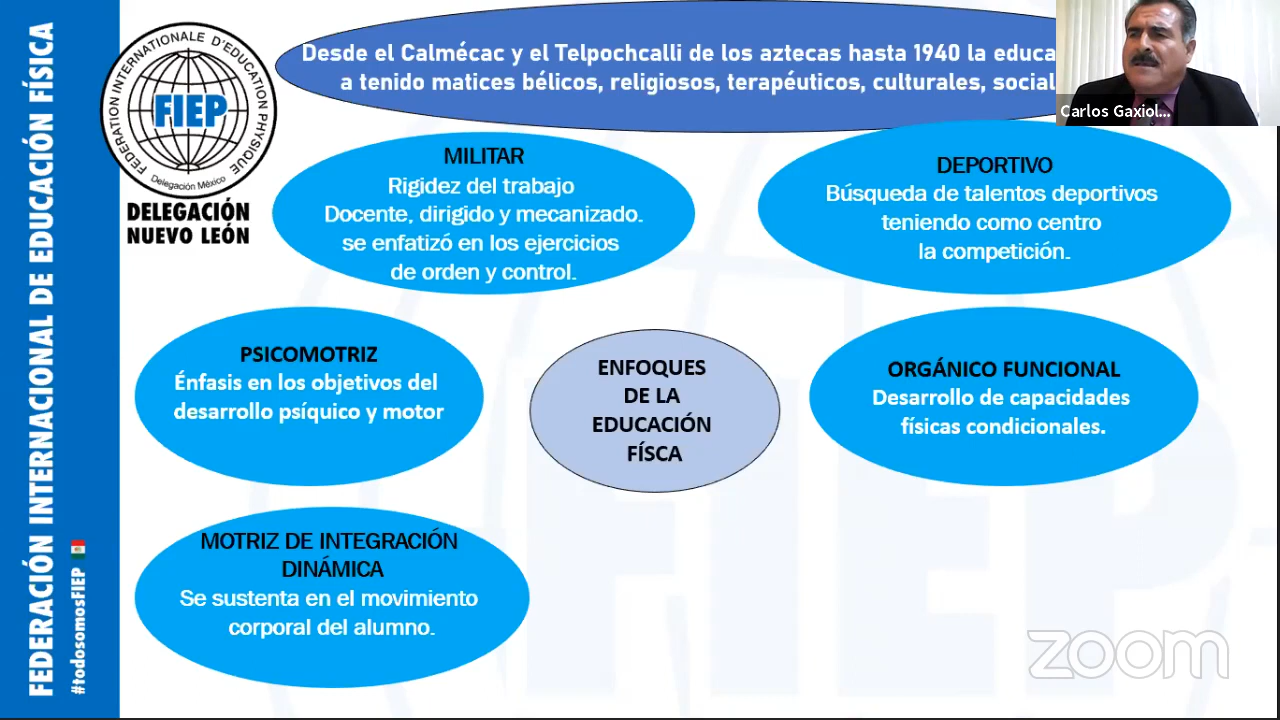 FEDERACIÓN INTERNACIONAL DE EDUCACIÓN FÍSICA
#todosomosFIEP
FEDERATION INTERNATIONALE D'EDUCATION PHYSIQUE
FIEP
Delegación México
DELEGACIÓN
NUEVO LEÓN
Desde el Calmécac y el Telpochcalli de los aztecas hasta 1940 la educa
a tenido matices bélicos, religiosos, terapéuticos, culturales, social
Carlos Gaxiol...
MILITAR
Rigidez del trabajo
Docente, dirigido y mecanizado.
se enfatizó en los ejercicios
de orden y control.
DEPORTIVO
Búsqueda de talentos deportivos
teniendo como centro
la competición.
PSICOMOTRIZ
Énfasis en los objetivos del
desarrollo psíquico y motor
ENFOQUES
DE LA
EDUCACIÓN
FÍSCA
ORGÁNICO FUNCIONAL
Desarrollo de capacidades
físicas condicionales.
MOTRIZ DE INTEGRACIÓN
DINÁMICA
Se sustenta en el movimiento
corporal del alumno.
zoom